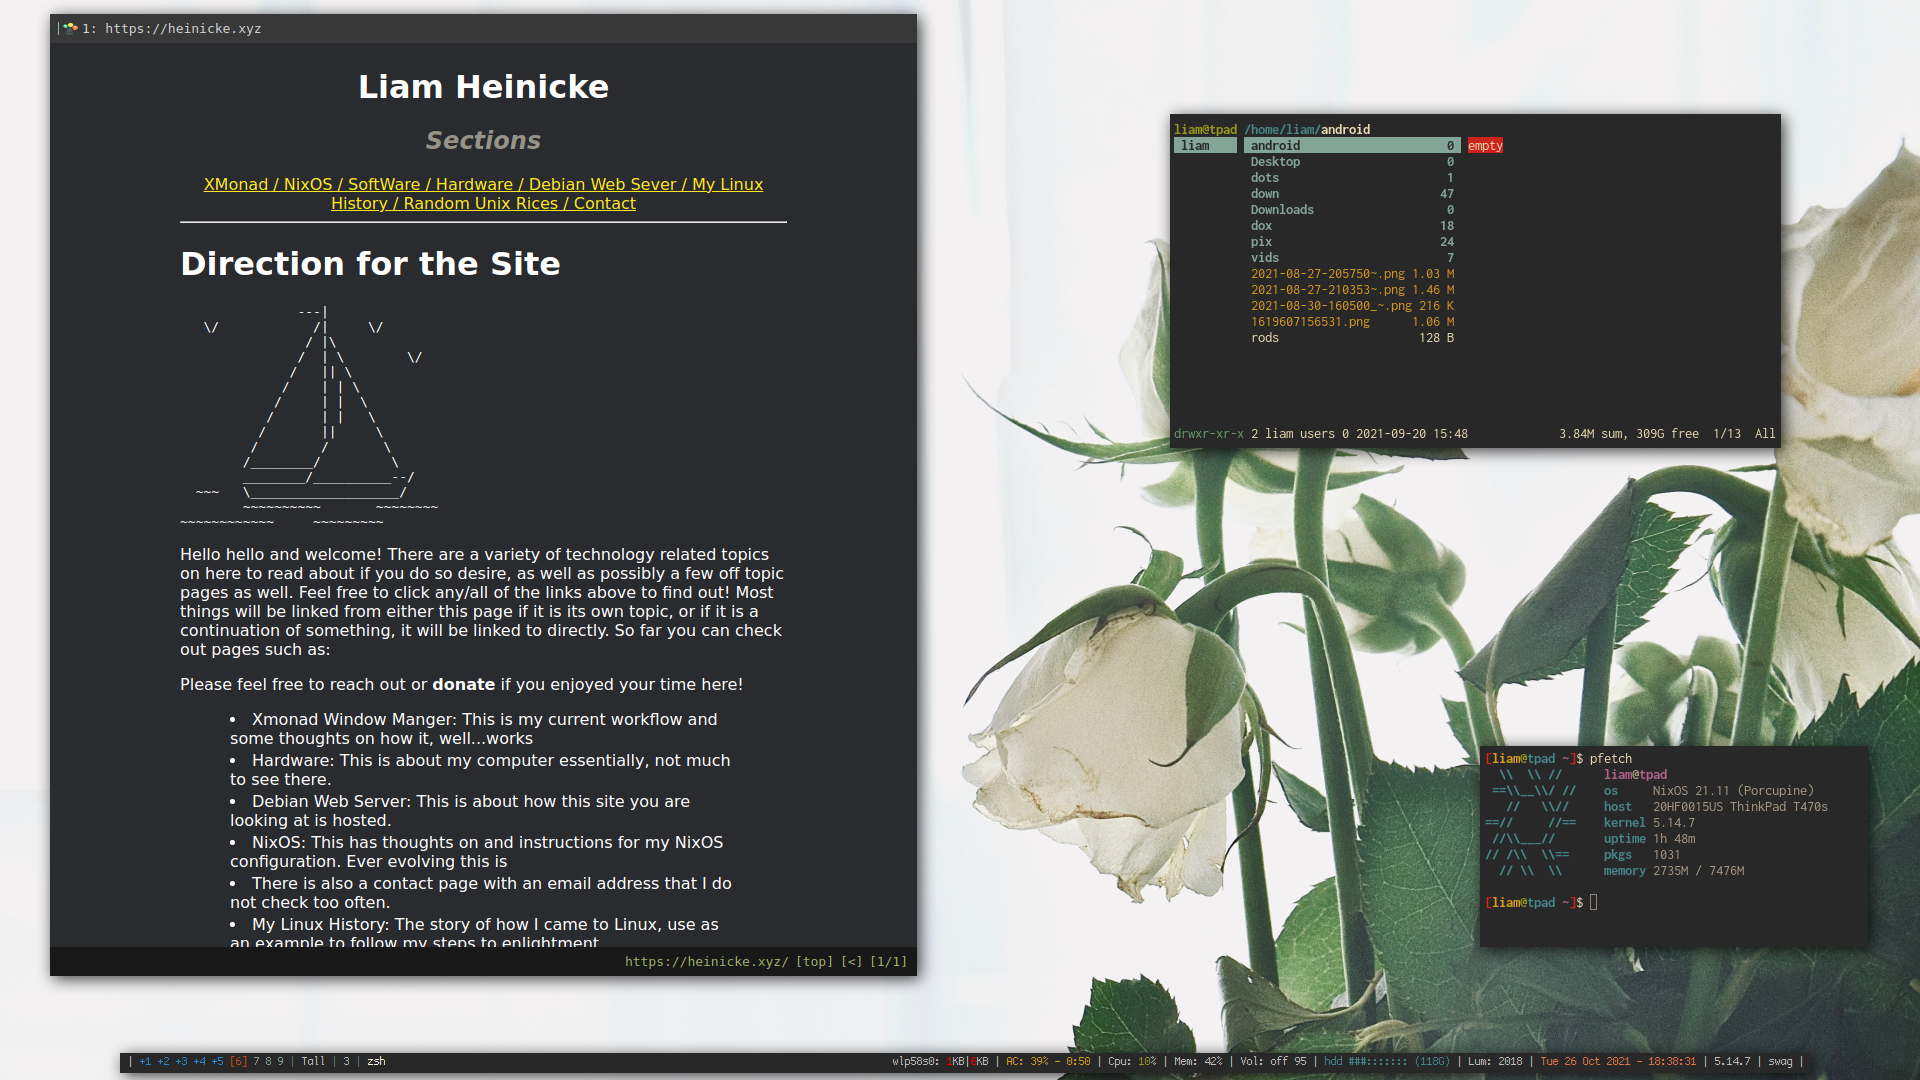 1: https://heinicke.xyz
Liam Heinicke
Sections
XMonad / NixOS / SoftWare / Hardware / Debian Web Sever / My Linux
History / Random Unix Rices / Contact
Direction for the Site
Hello hello and welcome! There are a variety of technology related topics
on here to read about if you do so desire, as well as possibly a few off topic
pages as well. Feel free to click any/all of the links above to find out! Most
things will be linked from either this page if it is its own topic, or if it is a
continuation of something, it will be linked to directly. So far you can check
out pages such as:
Please feel free to reach out or donate if you enjoyed your time here!
• Xmonad Window Manger: This is my current workflow and
some thoughts on how it, well...works
• Hardware: This is about my computer essentially, not much
to see there.
• Debian Web Server: This is about how this site you are
looking at is hosted.
• NixOS: This has thoughts on and instructions for my NixOS
configuration. Ever evolving this is
• There is also a contact page with an email address that I do
not check too often.
• My Linux History: The story of how I came to Linux, use as
an example to follow my steps to enlightment
https://heinicke.xyz/ [top] [<] [1/1]
liam@tpad /home/liam/android
liam android 0 empty
Desktop 0
dots 1
down 47
Downloads 0
dox 18
pix 24
vids 7
2021-08-27-205750~.png 1.03 M
2021-08-27-210353~.png 1.46 M
2021-08-30-160500_~.png 216 K
1619607156531.png 1.06 M
rods 128 B
drwxr-xr-x 2 liam users 0 2021-09-20 15:48 3.84M sum, 309G free 1/13 All
[liam@tpad ~]$ pfetch
liam@tpad
os NixOS 21.11 (Porcupine)
host 20HF0015US ThinkPad T470s
kernel 5.14.7
uptime 1h 48m
pkgs 1031
memory 2735M / 7476M
[liam@tpad ~]$
| +1 +2 +3 +4 +5 [6] 7 8 9 | Tall | 3 | zsh
wlp58s0: 1KB|0KB | AC: 39% - 0:50 | Cpu: 10% | Mem: 42% | Vol: off 95 | hdd ###::::::: (118G) | Lum: 2018 | Tue 26 Oct 2021 - 18:38:31 | 5.14.7 | swag |